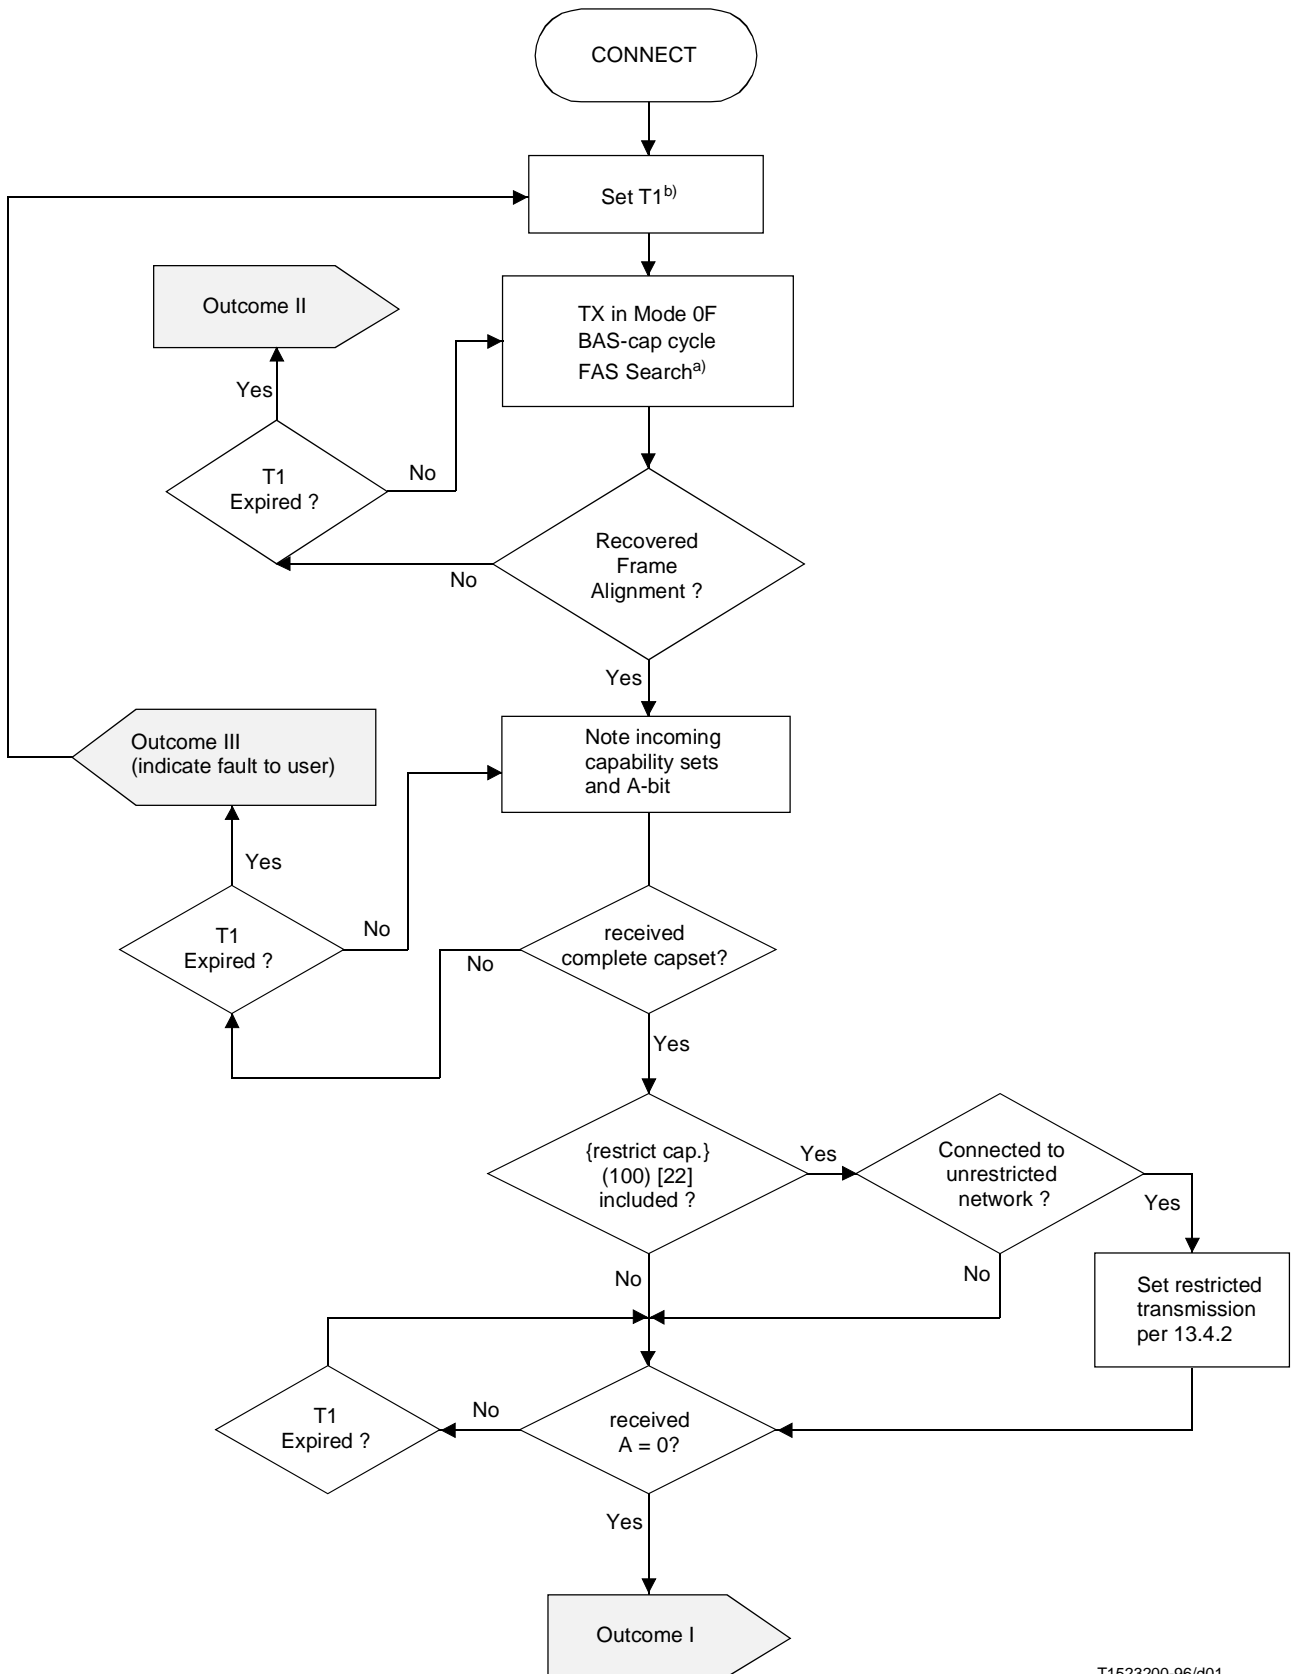 CONNECT
Set T1b)
Outcome II
TX in Mode 0F
BAS-cap cycle
FAS Searcha)
Yes
T1
Expired ?
No
Recovered
Frame
Alignment ?
No
Yes
Outcome III
(indicate fault to user)
Note incoming
capability sets
and A-bit
Yes
T1
Expired ?
No
received
complete capset?
No
Yes
{restrict cap.}
(100) [22]
included ?
Yes
Connected to
unrestricted
network ?
Yes
No
No
Set restricted
transmission
per 13.4.2
T1
Expired ?
No
received
A = 0?
Yes
Outcome I
T1523200-96/d01